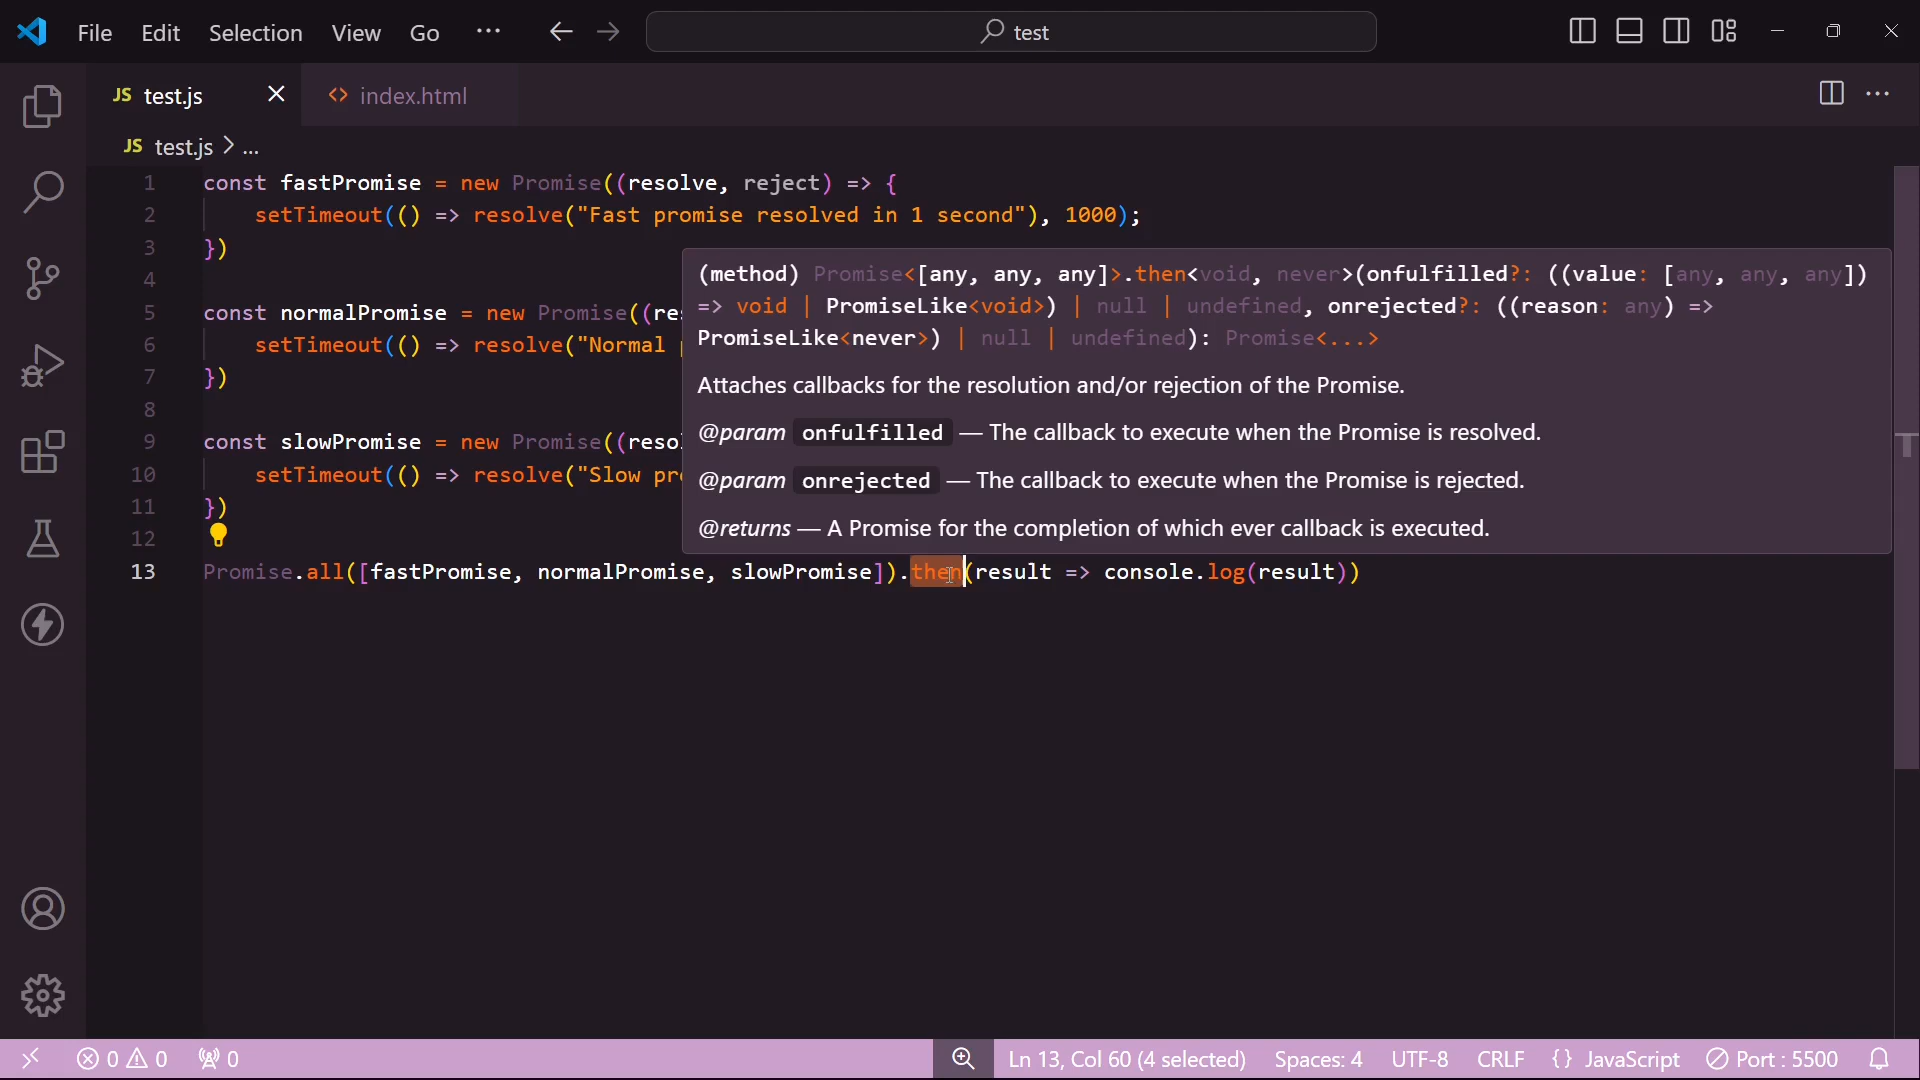 File Edit Selection View Go ··· test
JS test.js index.html
JS test.js > ...
1 const fastPromise = new Promise((resolve, reject) => {
2 setTimeout(() => resolve("Fast promise resolved in 1 second"), 1000);
3 })
4
5 const normalPromise = new Promise((res
6 setTimeout(() => resolve("Normal
7 })
8
9 const slowPromise = new Promise((reso
10 setTimeout(() => resolve("Slow pr
11 })
12
13 Promise.all([fastPromise, normalPromise, slowPromise]).then(result => console.log(result))
(method) Promise<[any, any, any]>.then<void, never>(onfulfilled?: ((value: [any, any, any])
=> void | PromiseLike<void>) | null | undefined, onrejected?: ((reason: any) =>
PromiseLike<never>) | null | undefined): Promise<...>
Attaches callbacks for the resolution and/or rejection of the Promise.
@param onfulfilled — The callback to execute when the Promise is resolved.
@param onrejected — The callback to execute when the Promise is rejected.
@returns — A Promise for the completion of which ever callback is executed.
0 0 0 Ln 13, Col 60 (4 selected) Spaces: 4 UTF-8 CRLF {} JavaScript Port : 5500